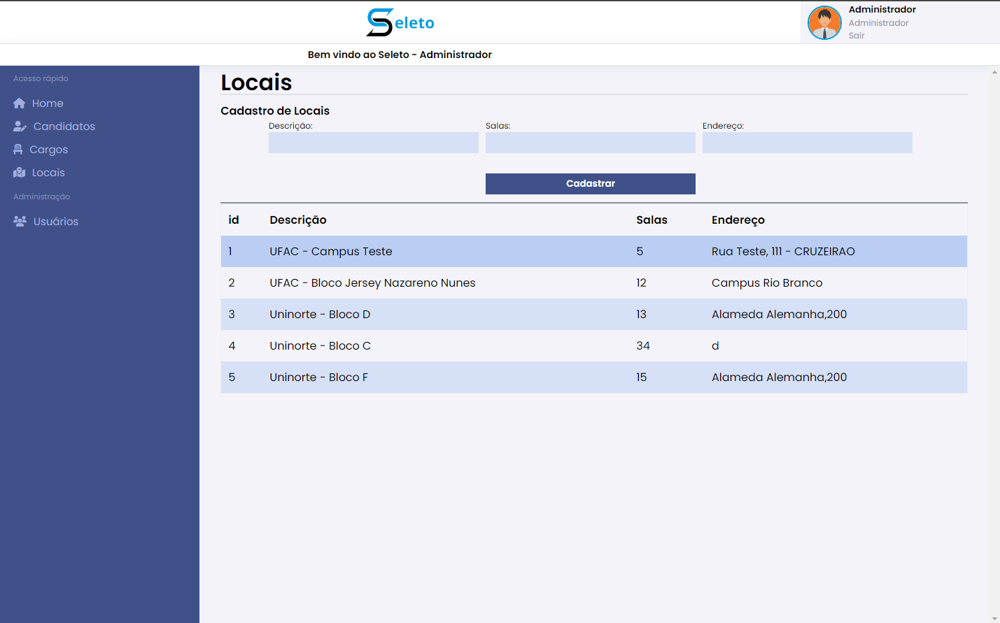 Seleto
Administrador
Administrador
Sair
Bem vindo ao Seleto - Administrador
Acesso rápido
Home
Candidatos
Cargos
Locais
Administração
Usuários
Locais
Cadastro de Locais
Descrição: Salas: Endereço:
Cadastrar
id Descrição Salas Endereço
1 UFAC - Campus Teste 5 Rua Teste, 111 - CRUZEIRAO
2 UFAC - Bloco Jersey Nazareno Nunes 12 Campus Rio Branco
3 Uninorte - Bloco D 13 Alameda Alemanha,200
4 Uninorte - Bloco C 34 d
5 Uninorte - Bloco F 15 Alameda Alemanha,200